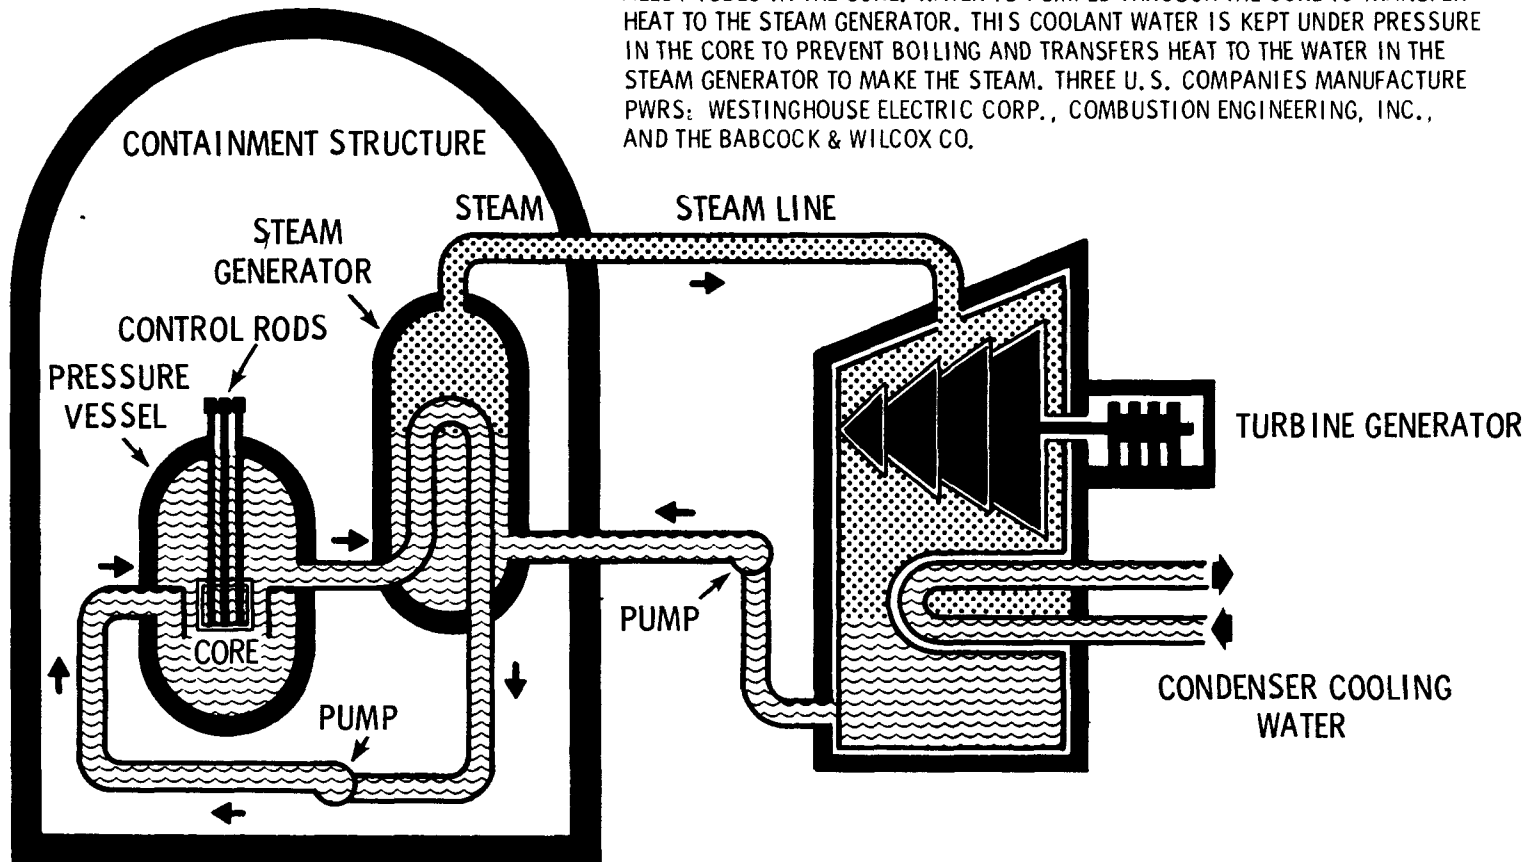 HEAT TO THE STEAM GENERATOR. THIS COOLANT WATER IS KEPT UNDER PRESSURE
IN THE CORE TO PREVENT BOILING AND TRANSFERS HEAT TO THE WATER IN THE
STEAM GENERATOR TO MAKE THE STEAM. THREE U.S. COMPANIES MANUFACTURE
PWRS: WESTINGHOUSE ELECTRIC CORP., COMBUSTION ENGINEERING, INC.,
AND THE BABCOCK & WILCOX CO.
CONTAINMENT STRUCTURE
STEAM
STEAM LINE
STEAM
GENERATOR
CONTROL RODS
PRESSURE
VESSEL
TURBINE GENERATOR
PUMP
CORE
CONDENSER COOLING
WATER
PUMP